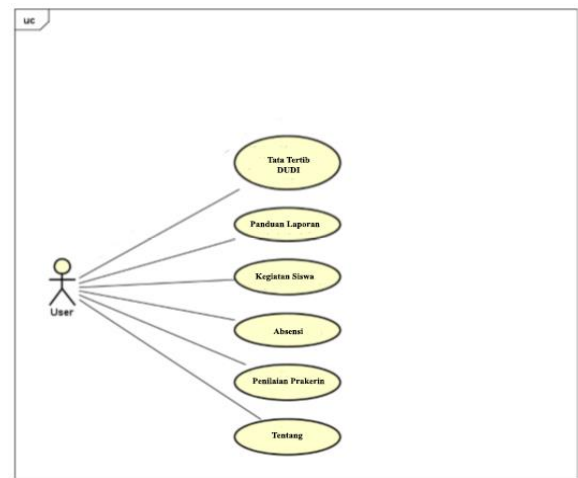 uc
Tata Tertib
DUDI
Panduan Laporan
Kegiatan Siswa
User
Absensi
Penilaian Prakerin
Tentang